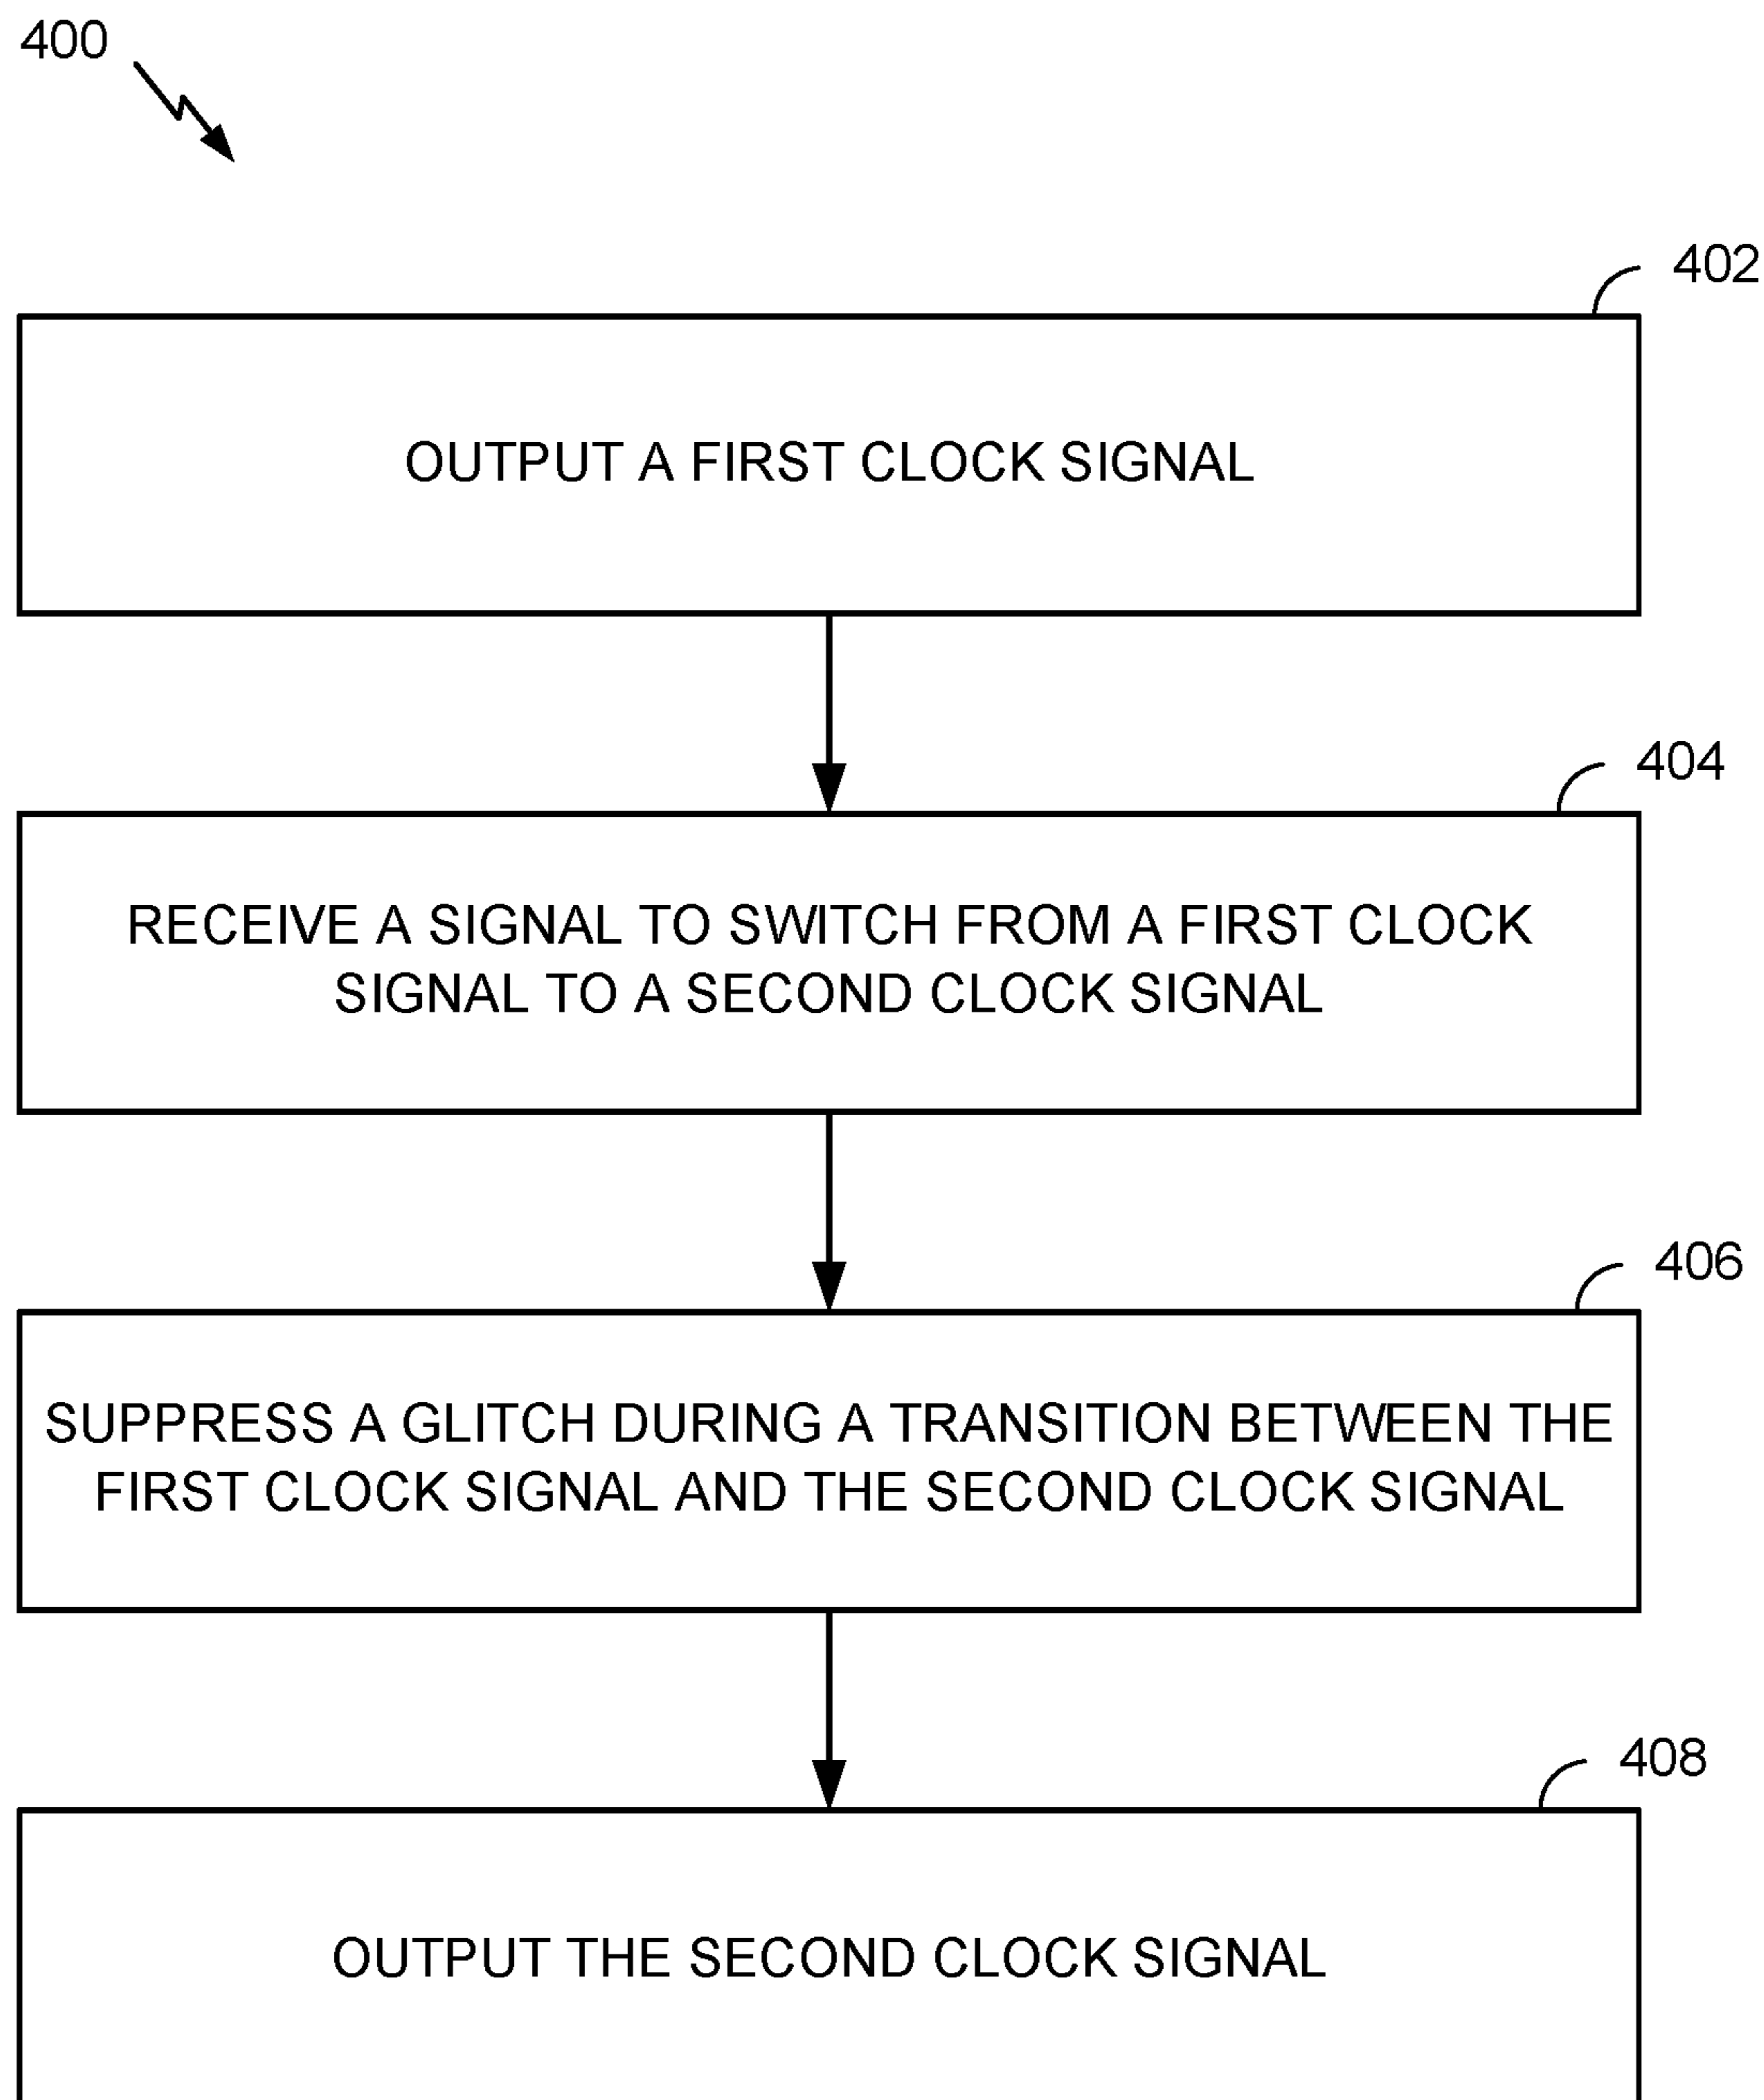 400
402
OUTPUT A FIRST CLOCK SIGNAL
404
RECEIVE A SIGNAL TO SWITCH FROM A FIRST CLOCK
SIGNAL TO A SECOND CLOCK SIGNAL
406
SUPPRESS A GLITCH DURING A TRANSITION BETWEEN THE
FIRST CLOCK SIGNAL AND THE SECOND CLOCK SIGNAL
408
OUTPUT THE SECOND CLOCK SIGNAL